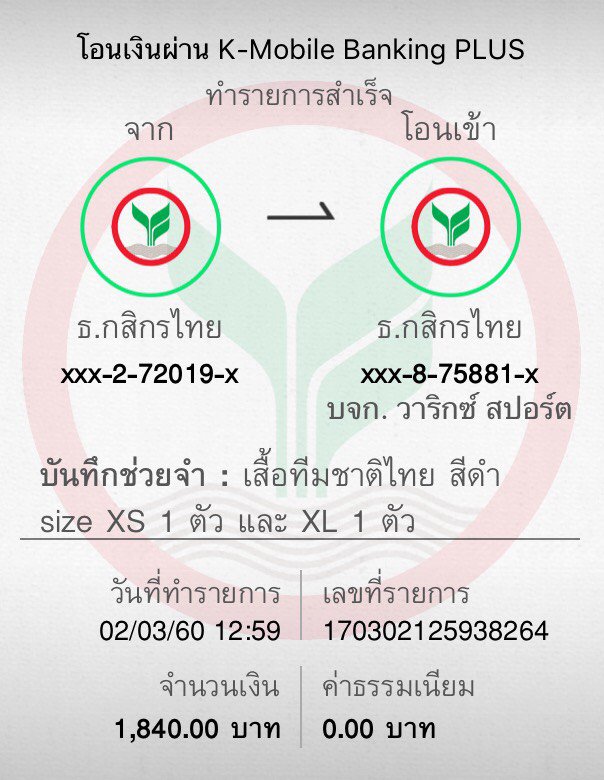 โอนเงินผ่าน K-Mobile Banking PLUS
ทำรายการสำเร็จ
จาก
โอนเข้า
ธ.กสิกรไทย
ธ.กสิกรไทย
xxx-2-72019-x
xxx-8-75881-x
บจก. วาริกซ์ สปอร์ต
บันทึกช่วยจำ : เสื้อทีมชาติไทย สีดำ
size XS 1 ตัว และ XL 1 ตัว
วันที่ทำรายการ
02/03/60 12:59
เลขที่รายการ
170302125938264
จำนวนเงิน
1,840.00 บาท
ค่าธรรมเนียม
0.00 บาท